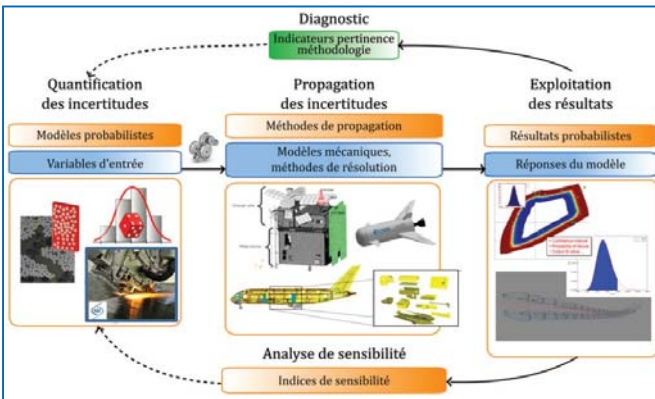 Diagnostic
Indicateurs pertinence
méthodologie
Quantification
des incertitudes
Propagation
des incertitudes
Exploitation
des résultats
Modèles probabilistes
Variables d'entrée
Méthodes de propagation
Modèles mécaniques,
méthodes de résolution
Résultats probabilistes
Réponses du modèle
Analyse de sensibilité
Indices de sensibilité